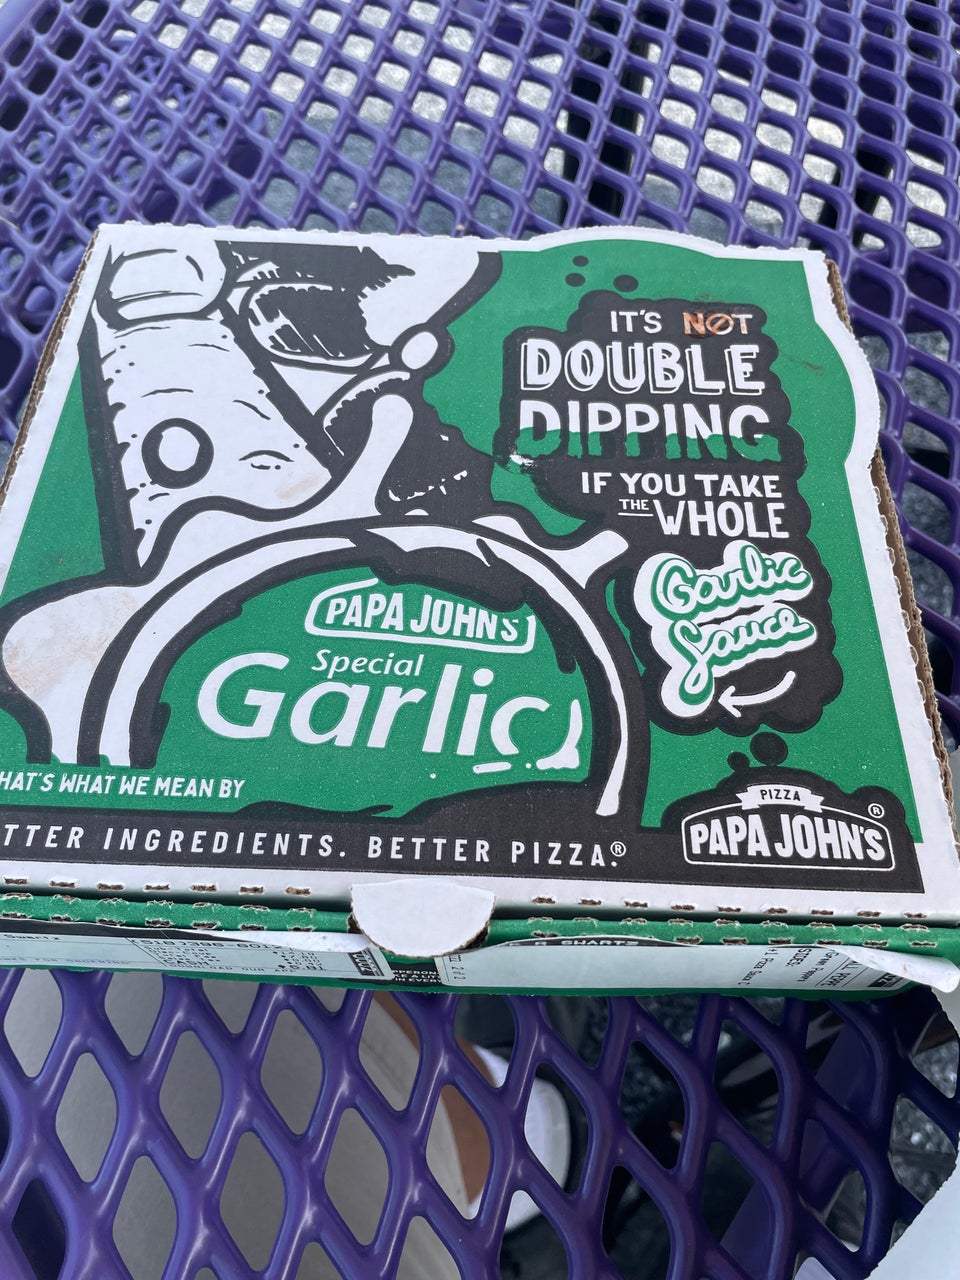 IT'S NOT
DOUBLE
DIPPING
IF YOU TAKE
THE WHOLE
Garlic
Sauce
PAPA JOHN'S
Special
Garlic
HAT'S WHAT WE MEAN BY
TTER INGREDIENTS. BETTER PIZZA.®
PIZZA
PAPA JOHN'S®